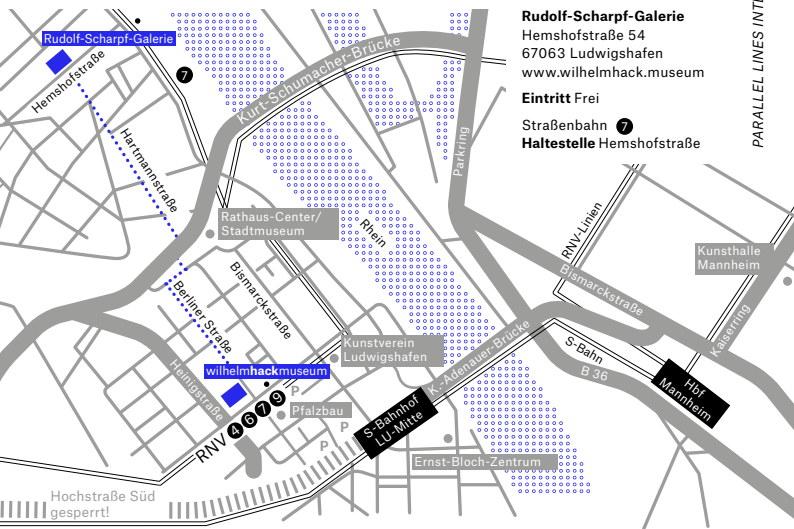 Rudolf-Scharpf-Galerie
Hemshofstraße 54
67063 Ludwigshafen
www.wilhelmhack.museum
Eintritt Frei
Straßenbahn 7
Haltestelle Hemshofstraße
PARALLEL LINES
Rudolf-Scharpf-Galerie
Hemshofstraße
7
Kurt-Schumacher-Brücke
Hartmannstraße
Parkring
Rathaus-Center/
Stadtmuseum
Rhein
RNV-Linien
Kunsthalle
Mannheim
Bismarckstraße
Bismarckstraße
Berliner Straße
Kaiserring
Kunstverein
Ludwigshafen
K.-Adenauer-Brücke
S-Bahn
B 36
wilhelmhackmuseum
Heinigstraße
Hbf
Mannheim
P
Pfalzbau
RNV 4 6 7 9
S-Bahnhof
LU-Mitte
P
P
Ernst-Bloch-Zentrum
Hochstraße Süd
gesperrt!